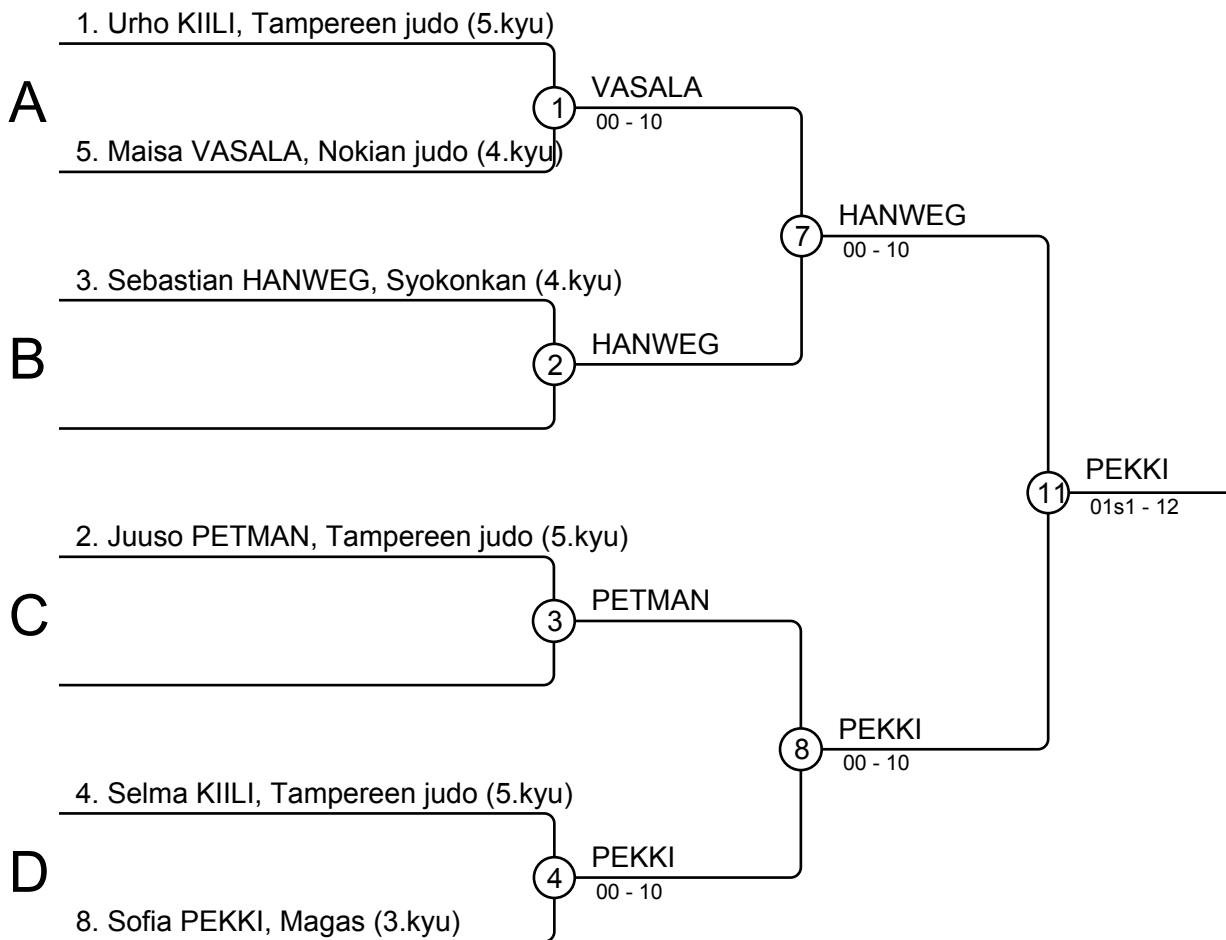 1. Urho KIILI, Tampereen judo (5.kyu)
A
1
VASALA
00 - 10
5. Maisa VASALA, Nokian judo (4.kyu)
7
HANWEG
00 - 10
3. Sebastian HANWEG, Syokonkan (4.kyu)
B
2
HANWEG
11
PEKKI
01s1 - 12
2. Juuso PETMAN, Tampereen judo (5.kyu)
C
3
PETMAN
8
PEKKI
00 - 10
4. Selma KIILI, Tampereen judo (5.kyu)
D
4
PEKKI
00 - 10
8. Sofia PEKKI, Magas (3.kyu)